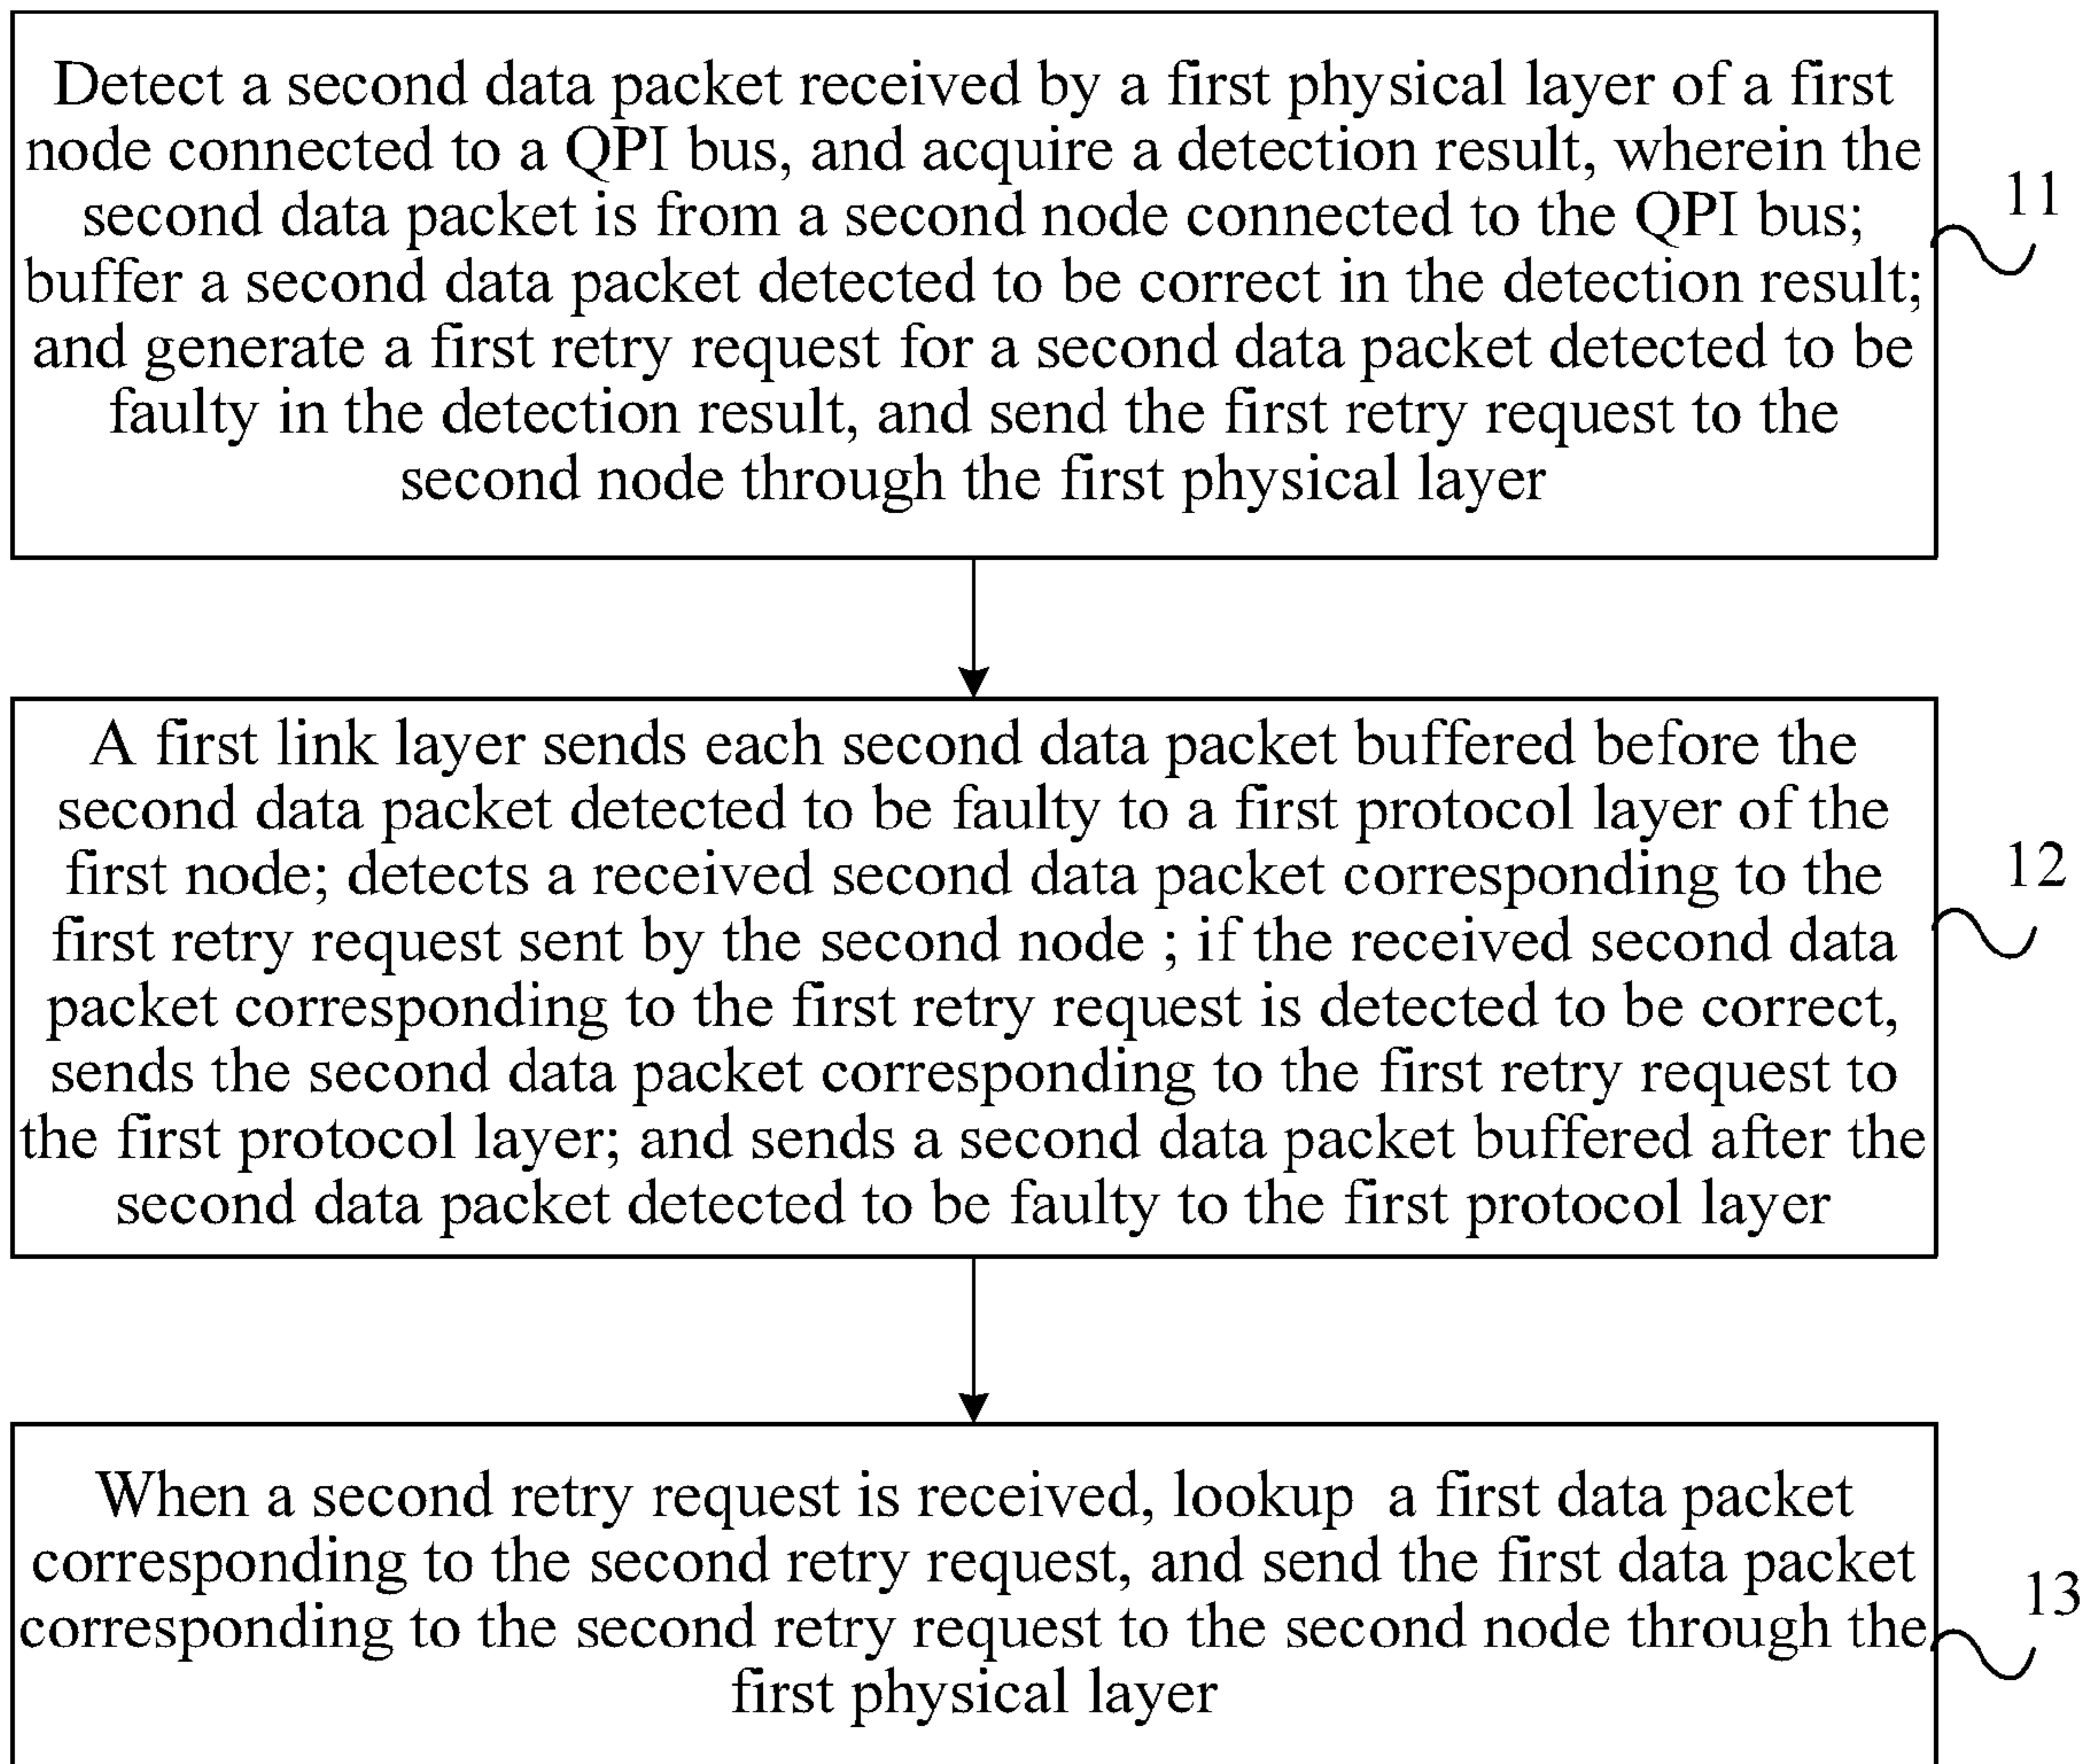 Detect a second data packet received by a first physical layer of a first
node connected to a QPI bus, and acquire a detection result, wherein the
second data packet is from a second node connected to the QPI bus;
buffer a second data packet detected to be correct in the detection result;
and generate a first retry request for a second data packet detected to be
faulty in the detection result, and send the first retry request to the
second node through the first physical layer
11
A first link layer sends each second data packet buffered before the
second data packet detected to be faulty to a first protocol layer of the
first node; detects a received second data packet corresponding to the
first retry request sent by the second node ; if the received second data
packet corresponding to the first retry request is detected to be correct,
sends the second data packet corresponding to the first retry request to
the first protocol layer; and sends a second data packet buffered after the
second data packet detected to be faulty to the first protocol layer
12
When a second retry request is received, lookup a first data packet
corresponding to the second retry request, and send the first data packet
corresponding to the second retry request to the second node through the
first physical layer
13